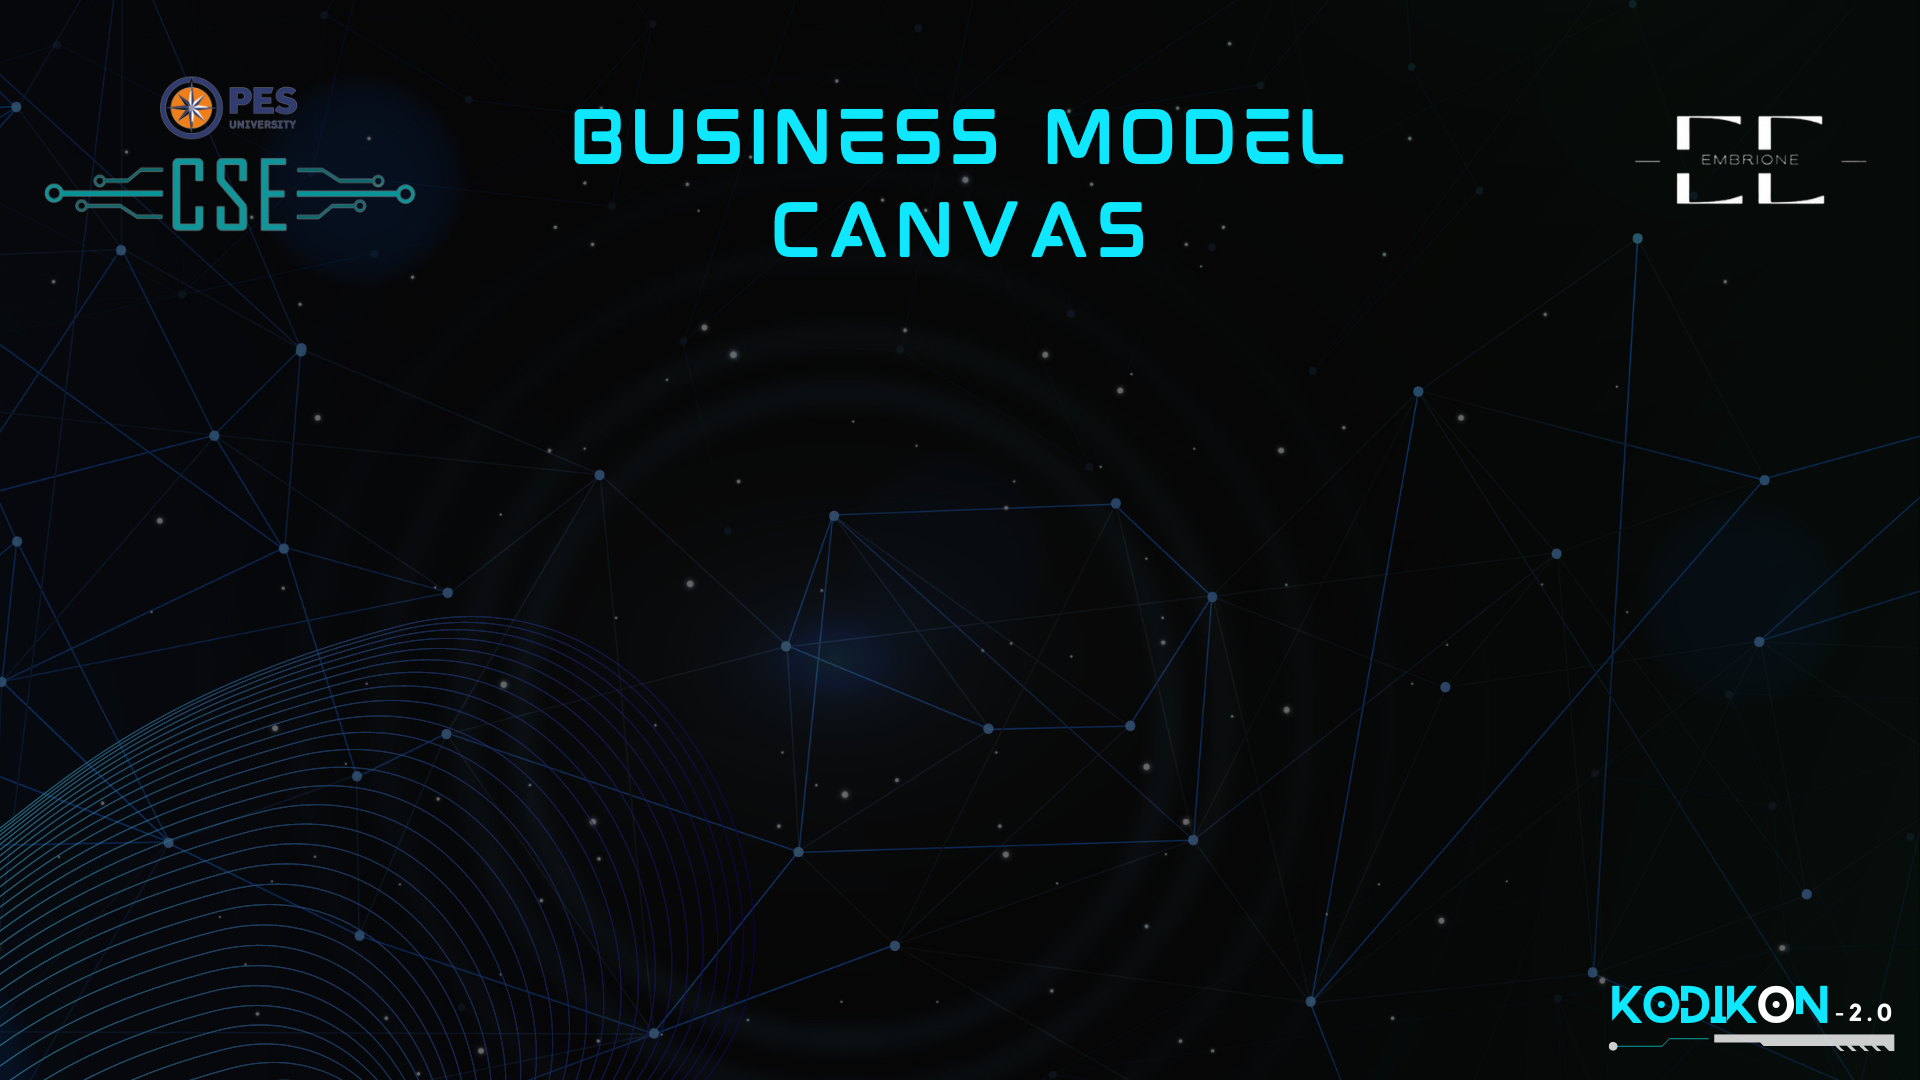 PES
UNIVERSITY
CSE
BUSINESS MODEL
CANVAS
EMBRIONE
KODIKON -2.0